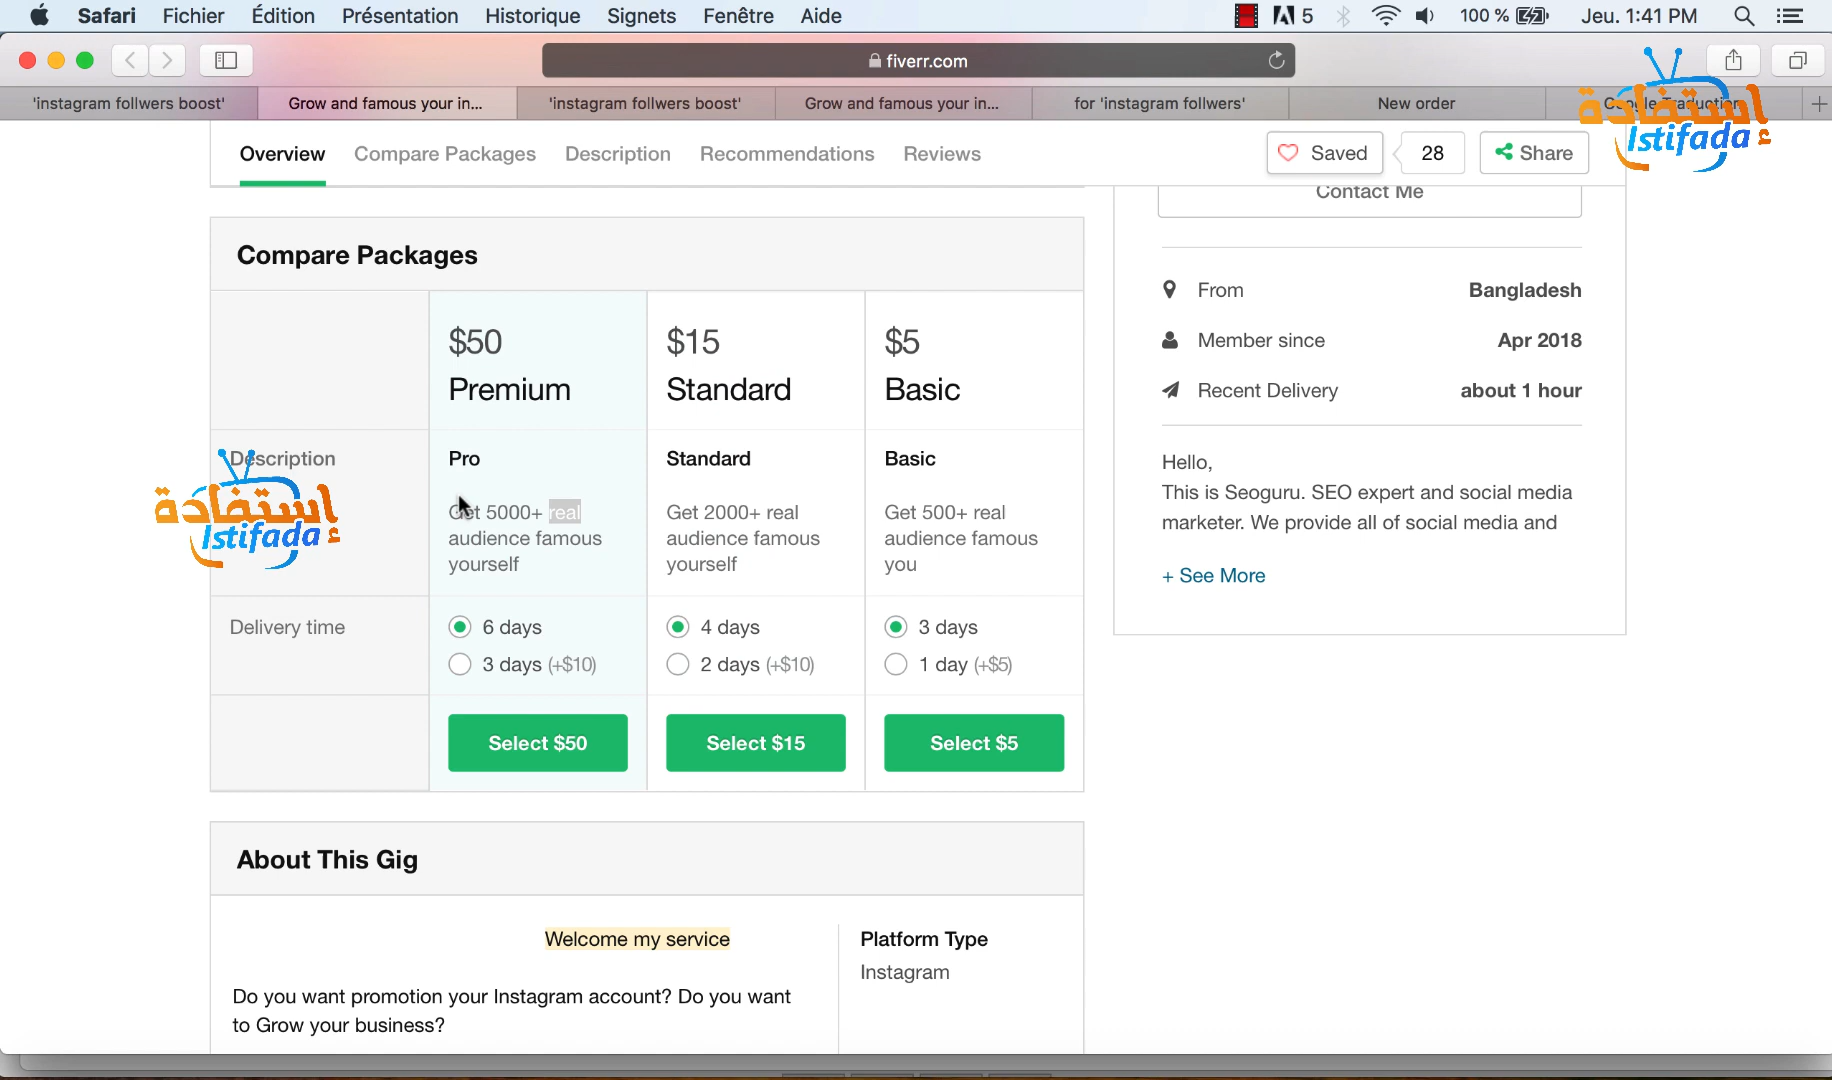 Safari Fichier Édition Présentation Historique Signets Fenêtre Aide 5 100 % Jeu. 1:41 PM
fiverr.com
'instagram follwers boost' Grow and famous your in... 'instagram follwers boost' Grow and famous your in... for 'instagram follwers' New order Google Traduction
إستفادة
Istifada
Overview Compare Packages Description Recommendations Reviews Saved 28 Share
Contact Me
Compare Packages
$50 $15 $5
Premium Standard Basic
Description Pro Standard Basic
Get 5000+ real Get 2000+ real Get 500+ real
audience famous audience famous audience famous
yourself yourself you
إستفادة
Istifada
Delivery time 6 days 4 days 3 days
3 days (+$10) 2 days (+$10) 1 day (+$5)
Select $50 Select $15 Select $5
From Bangladesh
Member since Apr 2018
Recent Delivery about 1 hour
Hello,
This is Seoguru. SEO expert and social media
marketer. We provide all of social media and
+ See More
About This Gig
Welcome my service
Do you want promotion your Instagram account? Do you want
to Grow your business?
Platform Type
Instagram